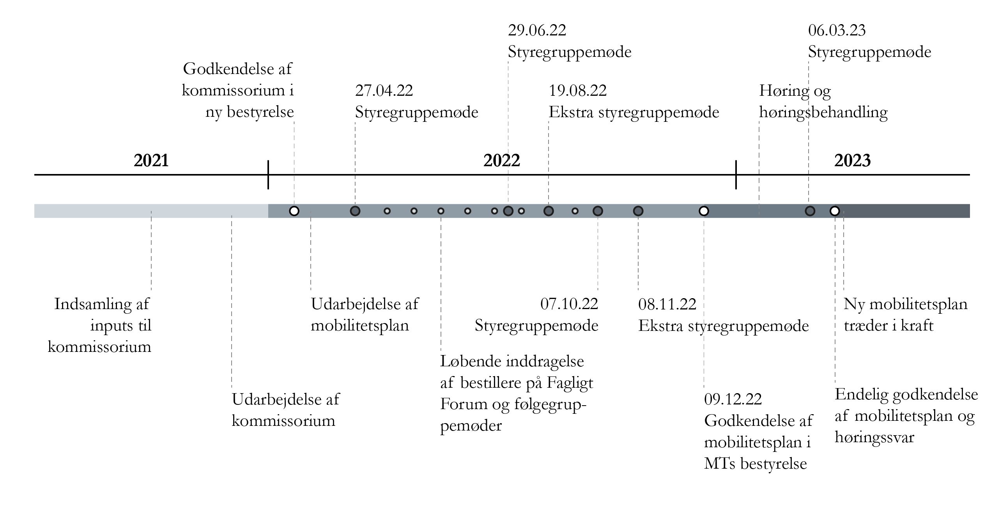 29.06.22
Styregruppemøde
06.03.23
Styregruppemøde
Godkendelse af
kommissorium i
ny bestyrelse
27.04.22
Styregruppemøde
19.08.22
Ekstra styregruppemøde
Høring og
høringsbehandling
2021
2022
2023
Indsamling af
inputs til
kommissorium
Udarbejdelse af
kommissorium
Udarbejdelse af
mobilitetsplan
Løbende inddragelse
af bestillere på Fagligt
Forum og følgegrup-
pemøder
07.10.22
Styregruppemøde
08.11.22
Ekstra styregruppemøde
09.12.22
Godkendelse af
mobilitetsplan i
MTs bestyrelse
Ny mobilitetsplan
træder i kraft
Endelig godkendelse
af mobilitetsplan og
høringssvar